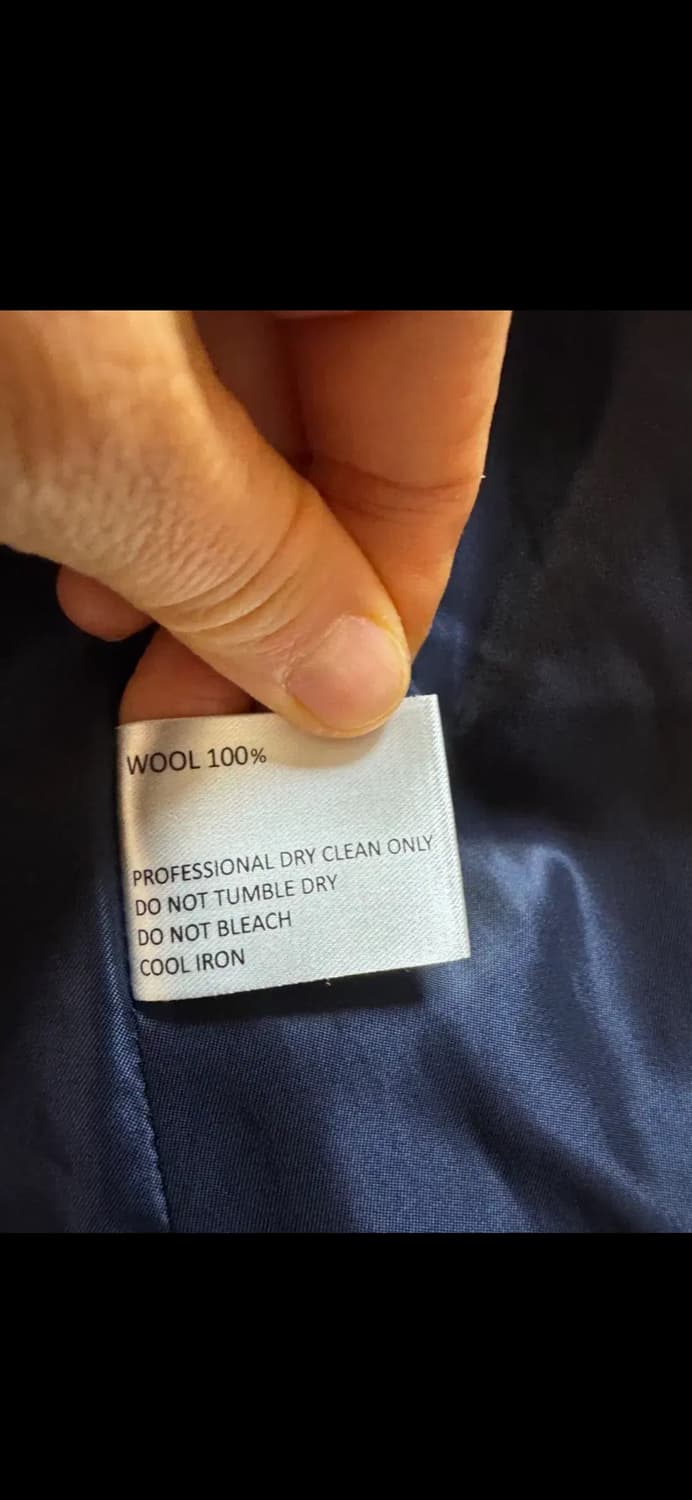 WOOL 100%
PROFESSIONAL DRY CLEAN ONLY
DO NOT TUMBLE DRY
DO NOT BLEACH
COOL IRON